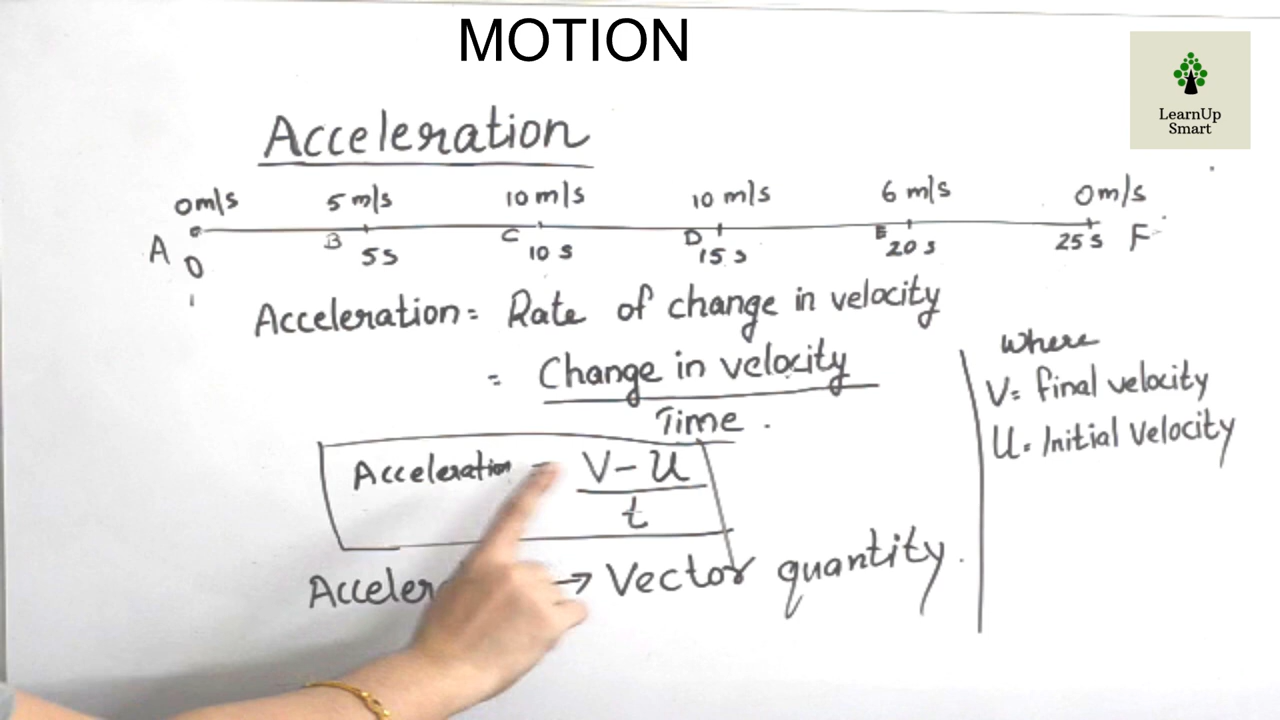 MOTION
LearnUp
Smart
Acceleration
0m/s 5 m/s 10 m/s 10 m/s 6 m/s 0m/s
A 0 B 5s C 10 s D 15 s E 20 s 25 s F
Acceleration = Rate of change in velocity
= Change in velocity
Time .
where
V= final velocity
U= Initial velocity
Acceleration = V - U
t
→ Vector quantity.